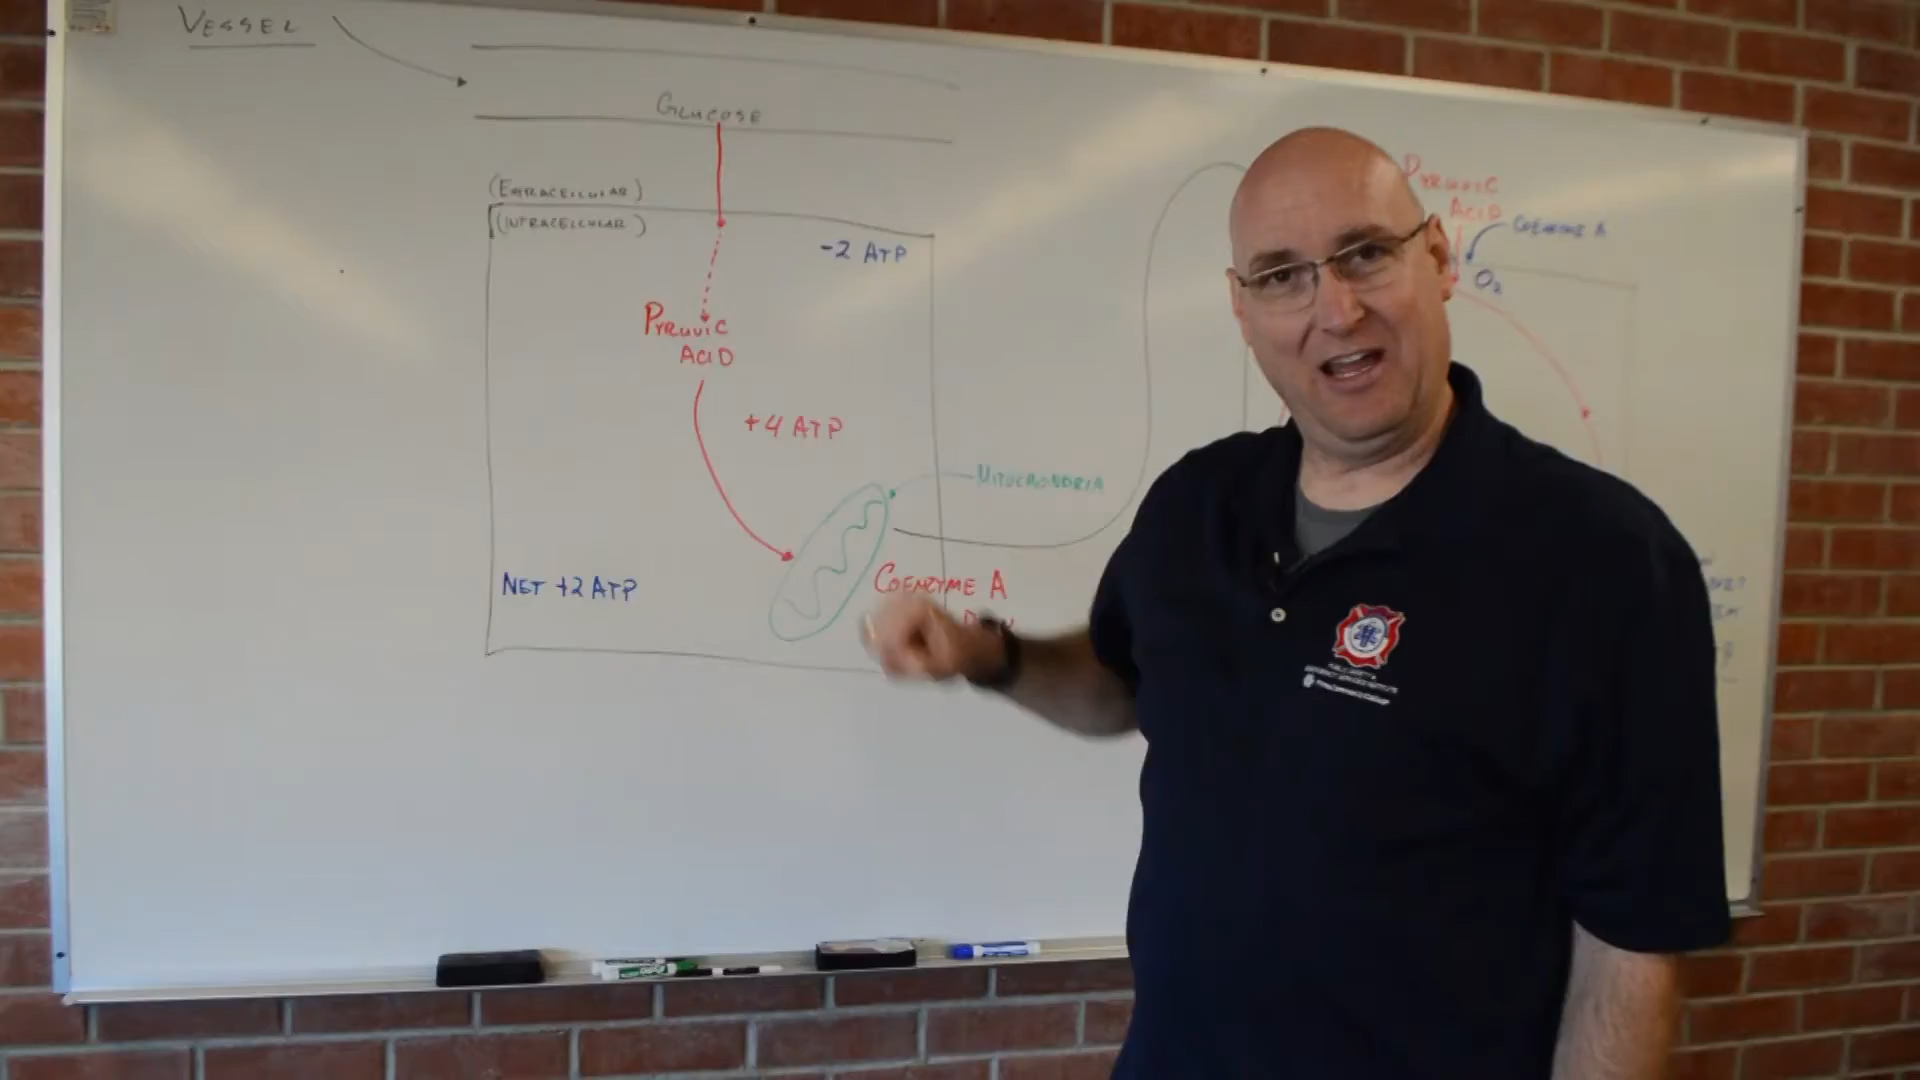 VESSEL
GLUCOSE
(EXTRACELLULAR)
(INTRACELLULAR)
-2 ATP
PYRUVIC
ACID
+4 ATP
MITOCHONDRIA
NET +2 ATP
COENZYME A
PYRUVIC
ACID
COENZYME A
O₂